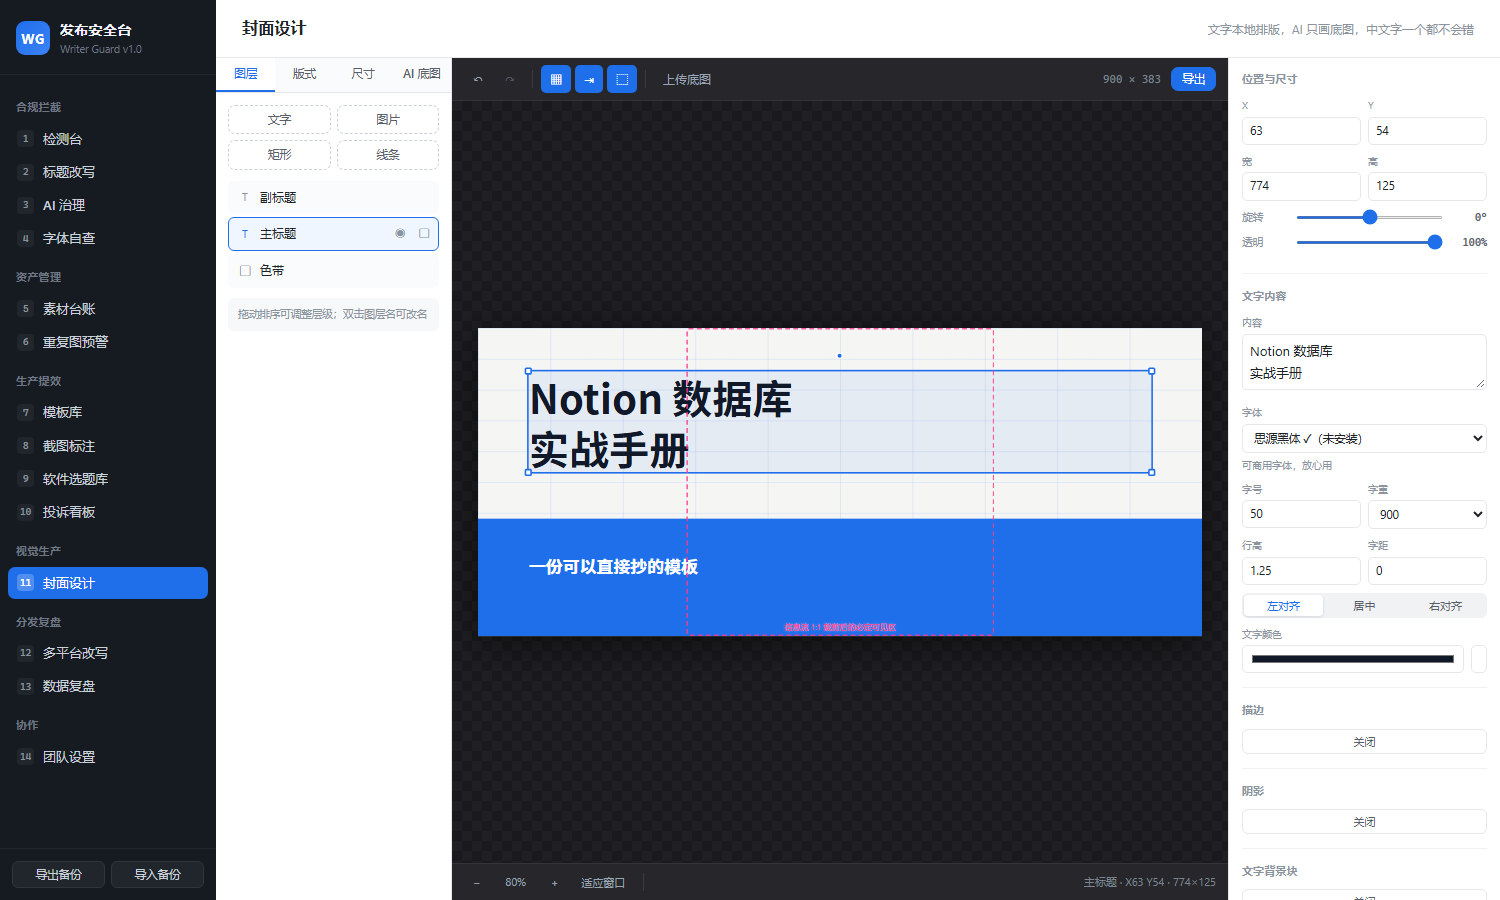 WG
发布安全台
Writer Guard v1.0
合规拦截
1 检测台
2 标题改写
3 AI 治理
4 字体自查
资产管理
5 素材台账
6 重复图预警
生产提效
7 模板库
8 截图标注
9 软件选题库
10 投诉看板
视觉生产
11 封面设计
分发复盘
12 多平台改写
13 数据复盘
协作
14 团队设置
导出备份 导入备份
封面设计
文字本地排版，AI 只画底图，中文字一个都不会错
图层 版式 尺寸 AI 底图
文字 图片
矩形 线条
T 副标题
T 主标题
色带
拖动排序可调整层级；双击图层名可改名
上传底图
900 × 383
导出
Notion 数据库
实战手册
一份可以直接抄的模板
− 80% + 适应窗口
主标题 · X63 Y54 · 774×125
位置与尺寸
X Y
63 54
宽 高
774 125
旋转 0°
透明 100%
文字内容
内容
Notion 数据库
实战手册
字体
思源黑体 ✓ (未安装)
可商用字体，放心用
字号 字重
50 900
行高 字距
1.25 0
左对齐 居中 右对齐
文字颜色
描边
关闭
阴影
关闭
文字背景块